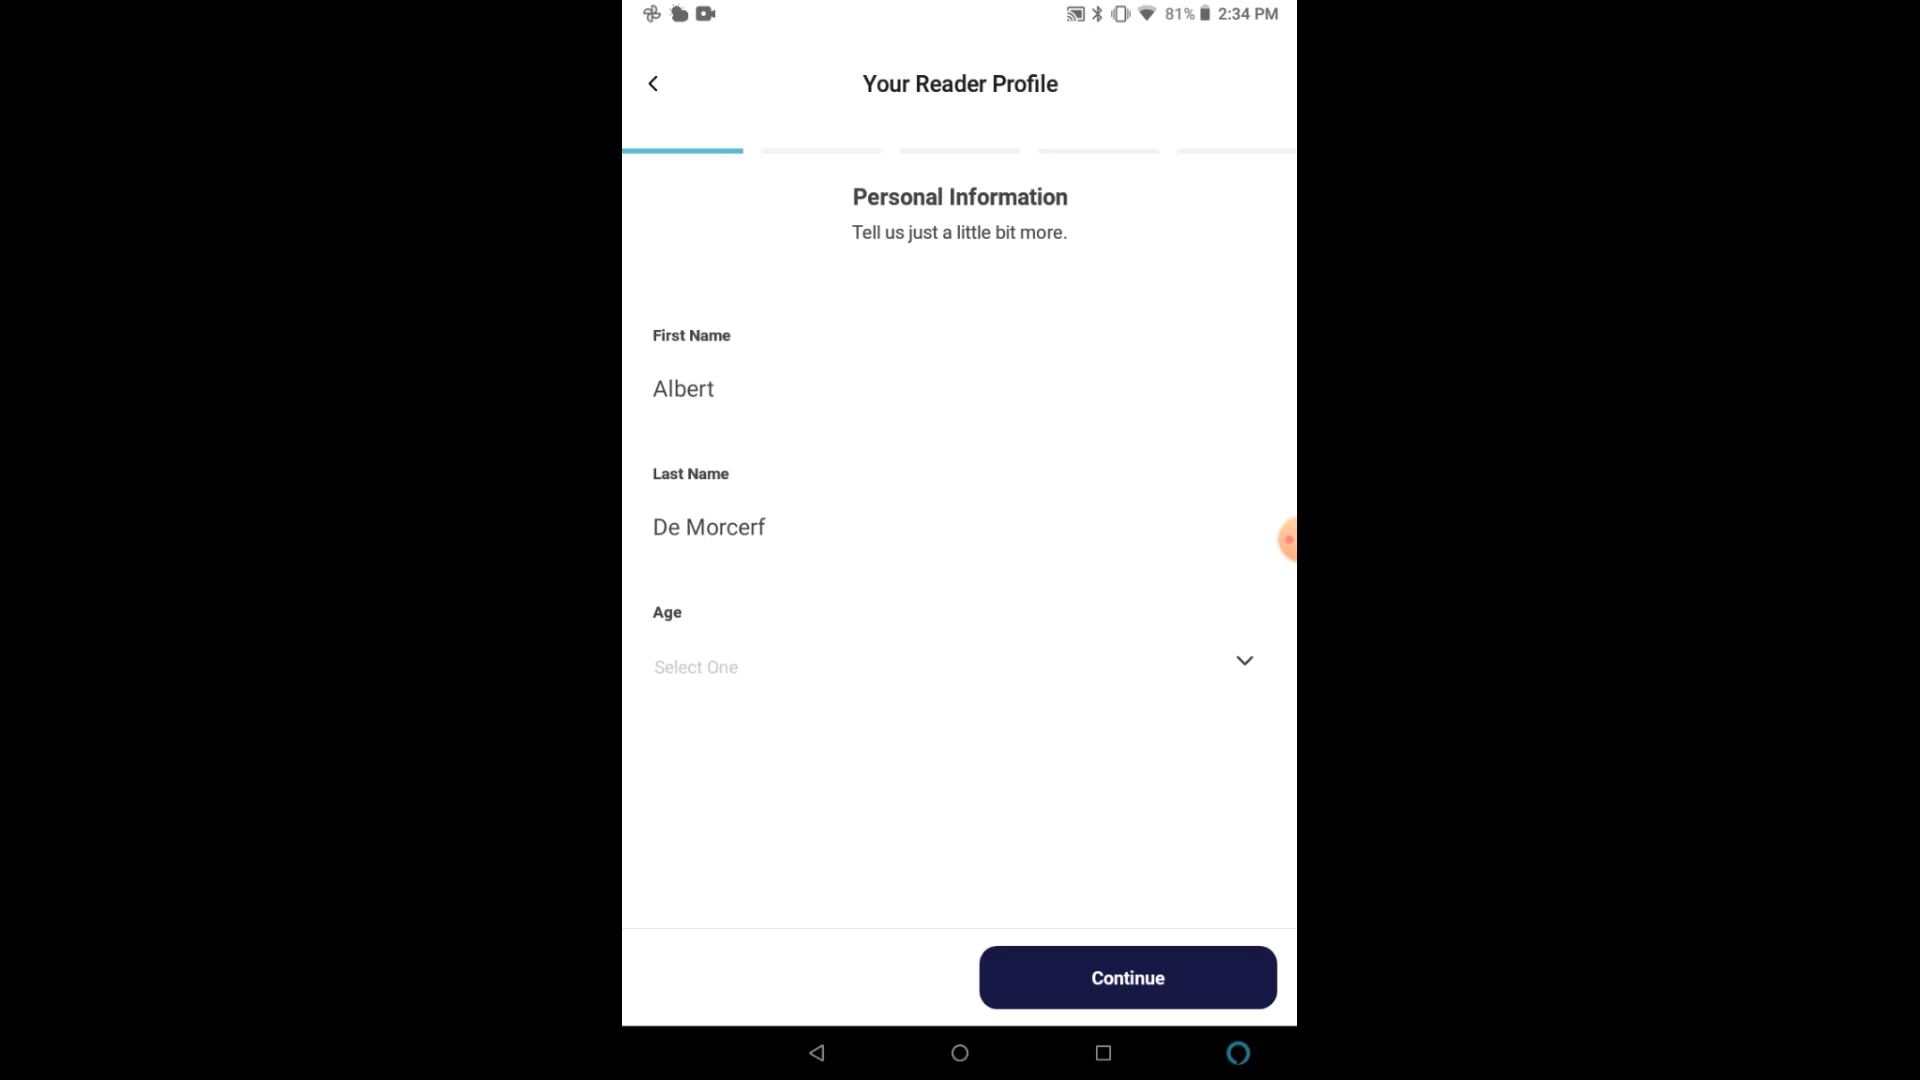 81% 2:34 PM
Your Reader Profile
Personal Information
Tell us just a little bit more.
First Name
Albert
Last Name
De Morcerf
Age
Select One
Continue